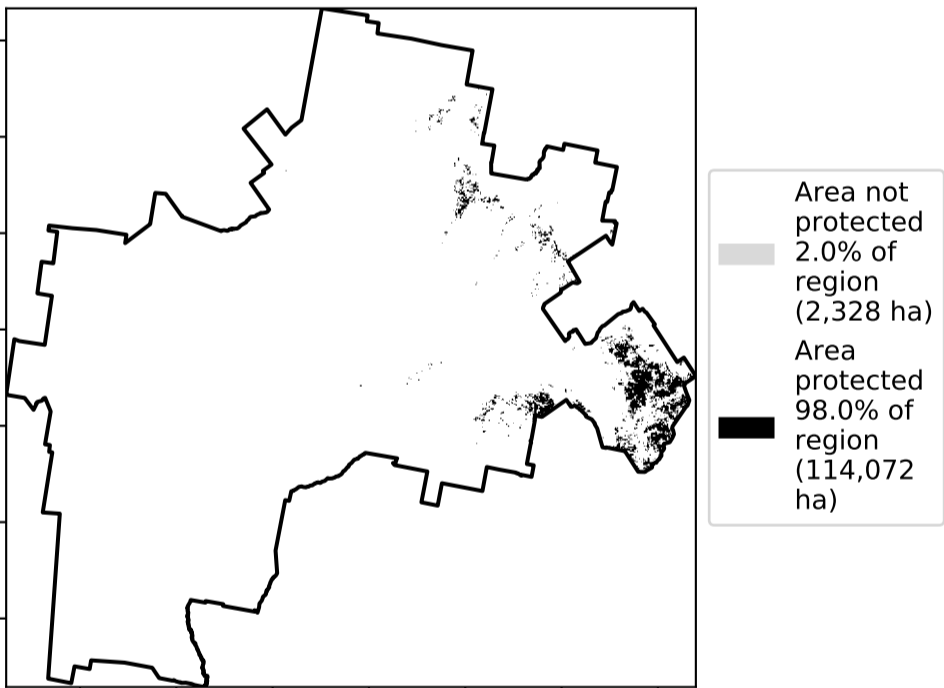 Area not
protected
2.0% of
region
(2,328 ha)
Area
protected
98.0% of
region
(114,072
ha)